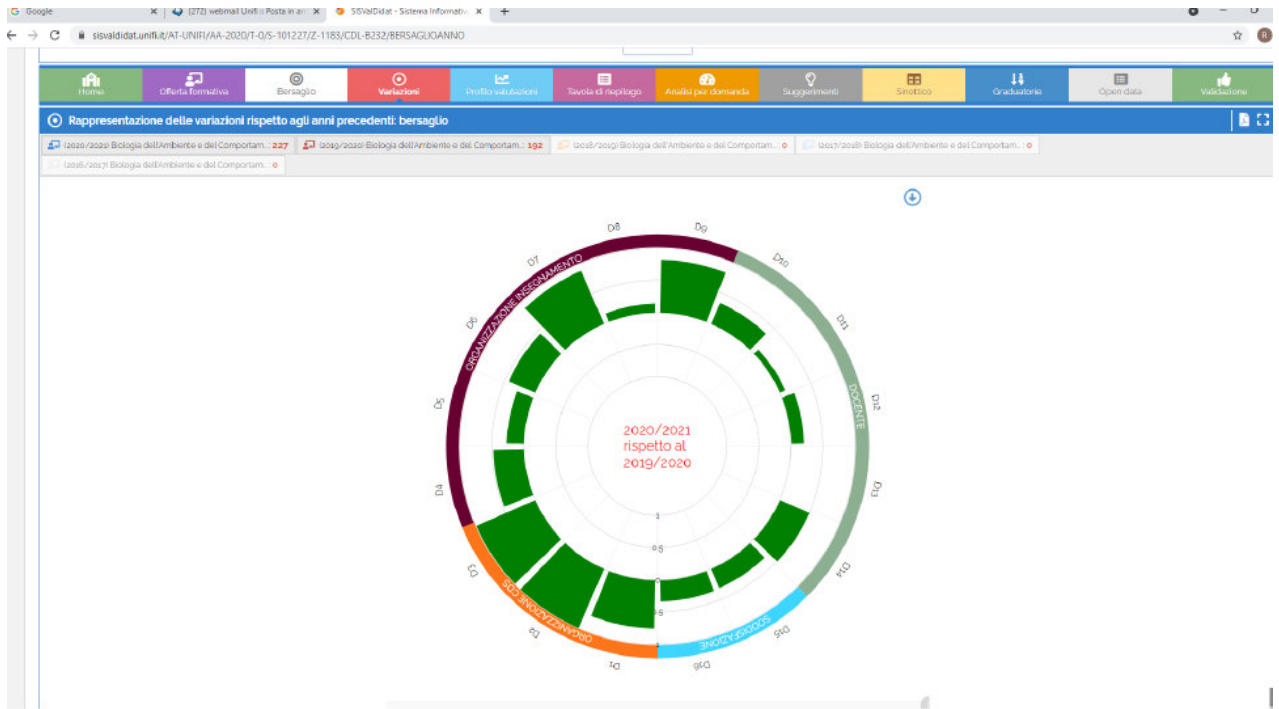 Google
(272) webmail Unifi :: Posta in arr
SISValDidat - Sistema Informativo
sisvaldidat.unifi.it/AT-UNIFI/AA-2020/T-0/S-101227/Z-1183/CDL-B232/BERSAGLIOANNO
R
Home
Offerta formativa
Bersaglio
Variazioni
Profilo valutazioni
Tavola di riepilogo
Analisi per domanda
Suggerimenti
Sinottico
Graduatorie
Open data
Validazione
Rappresentazione delle variazioni rispetto agli anni precedenti: bersaglio
(2020/2021) Biologia dell'Ambiente e del Comportam...: 227
(2019/2020) Biologia dell'Ambiente e del Comportam...: 192
(2018/2019) Biologia dell'Ambiente e del Comportam...: 0
(2017/2018) Biologia dell'Ambiente e del Comportam...: 0
(2016/2017) Biologia dell'Ambiente e del Comportam...: 0
D8
D9
D7
D10
D6
D11
D5
D12
D4
D13
D3
D14
D2
D15
D1
D16
ORGANIZZAZIONE INSEGNAMENTO
DOCENTE
ORGANIZZAZIONE CDS
SODDISFAZIONE
2020/2021
rispetto al
2019/2020
1
0.5
0
0.5
1